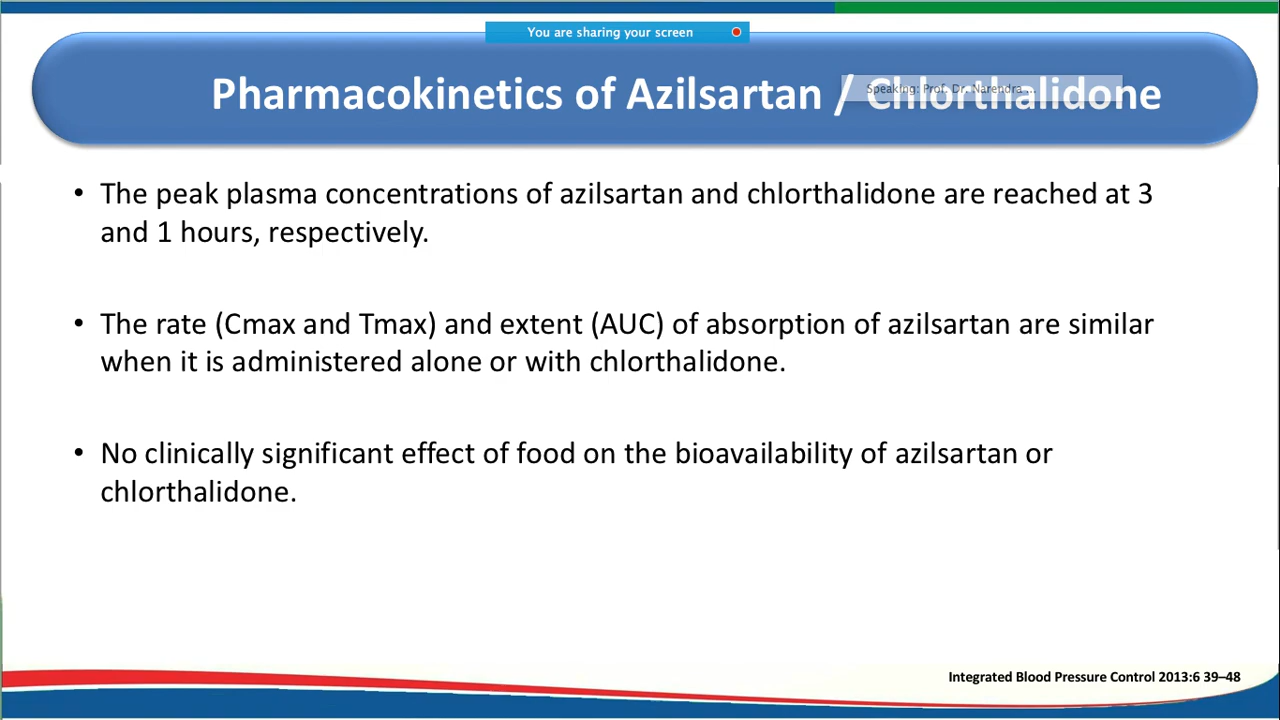 You are sharing your screen
Pharmacokinetics of Azilsartan / Chlorthalidone
Speaking: Prof. Dr. Narendra ...
• The peak plasma concentrations of azilsartan and chlorthalidone are reached at 3
and 1 hours, respectively.
• The rate (Cmax and Tmax) and extent (AUC) of absorption of azilsartan are similar
when it is administered alone or with chlorthalidone.
• No clinically significant effect of food on the bioavailability of azilsartan or
chlorthalidone.
Integrated Blood Pressure Control 2013:6 39–48